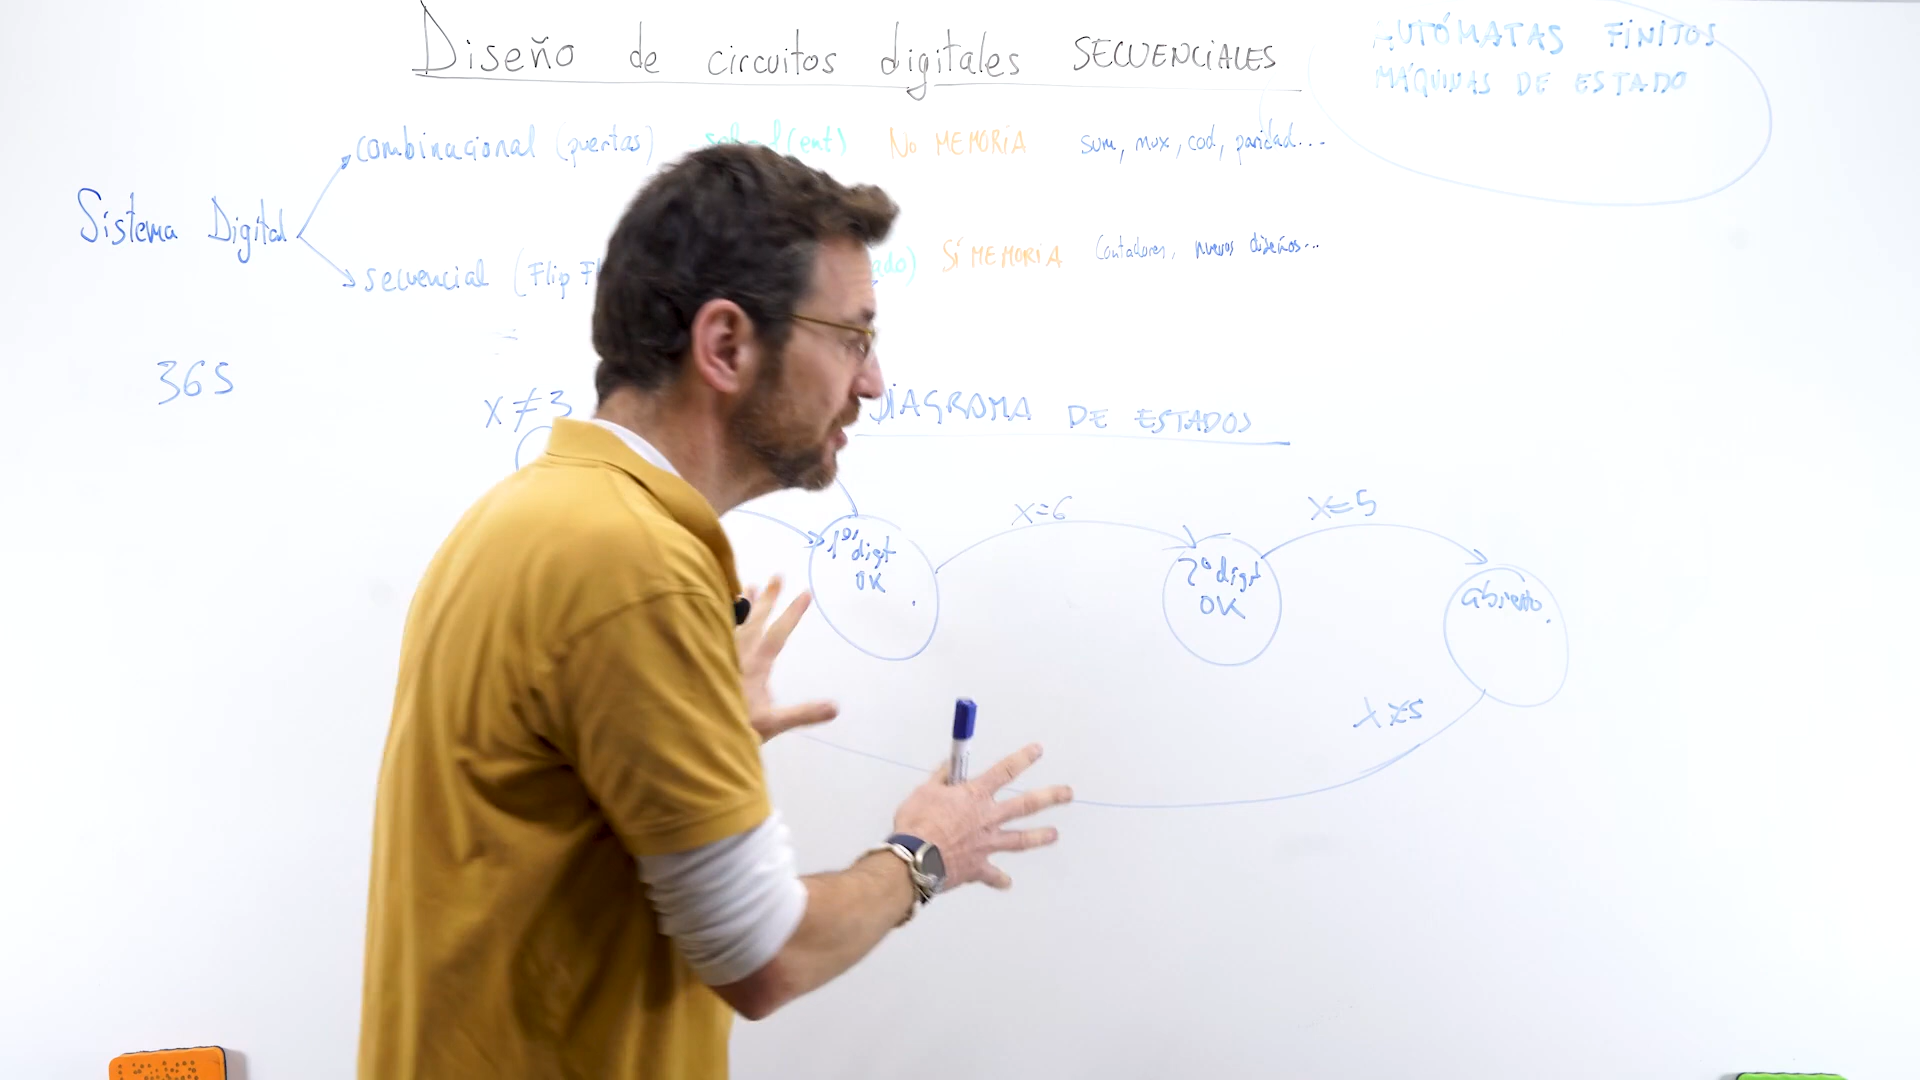 Diseño de circuitos digitales SECUENCIALES
AUTÓMATAS FINITOS
MÁQUINAS DE ESTADO
combinacional (puertas) (ent) No MEMORIA sum, mux, cod, paridad...
Sistema Digital
secuencial (Flip ado) SÍ MEMORIA Contadores, nuevos diseños...
365
x≠3
DIAGRAMA DE ESTADOS
x=6
x=5
1er digit
OK
2º digit
OK
abierto
x≠5